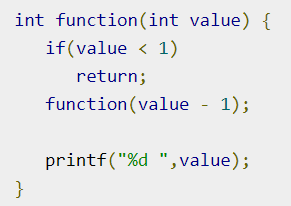 int function(int value) {
if(value < 1)
return;
function(value - 1);
printf("%d ",value);
}